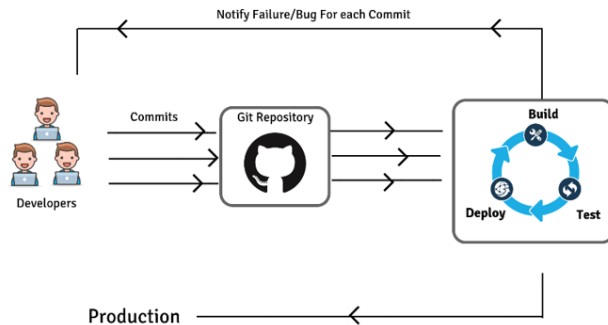 Notify Failure/Bug For each Commit
Commits
Git Repository
Build
Developers
Deploy
Test
Production